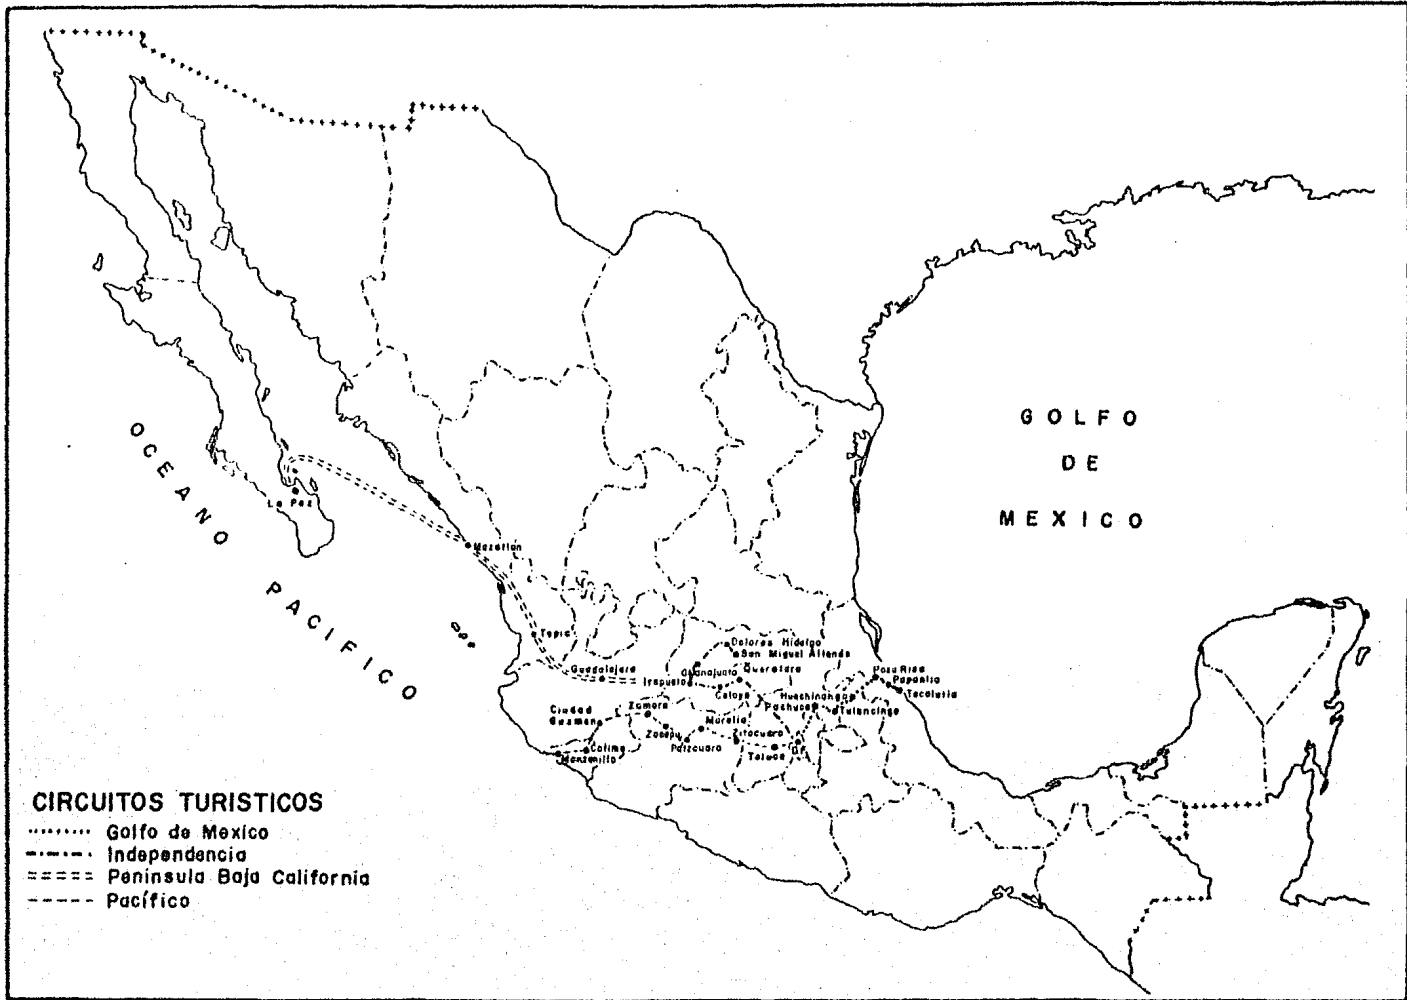 GOLFO
DE
MEXICO
OCEANO PACIFICO
La Paz
Mazatlan
Tepic
Guadalajara
Irapuato
Guanajuato
Dolores Hidalgo
San Miguel Allende
Queretaro
Celaya
Poza Rica
Papantla
Tecolutla
Huachinango
Pachuca
Tulancingo
Ciudad
Guzman
Zamora
Zacapu
Patzcuaro
Morelia
Zitacuaro
Toluca
D.F.
Colima
Manzanillo
CIRCUITOS TURISTICOS
Golfo de Mexico
Independencia
Peninsula Baja California
Pacífico